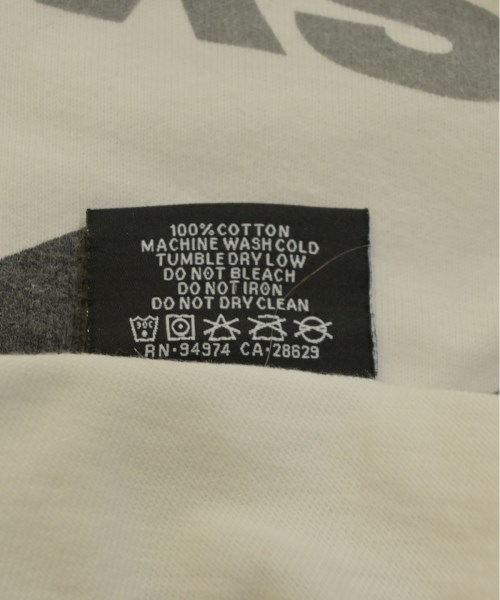 100% COTTON
MACHINE WASH COLD
TUMBLE DRY LOW
DO NOT BLEACH
DO NOT IRON
DO NOT DRY CLEAN
30C
RN·94974 CA·28629